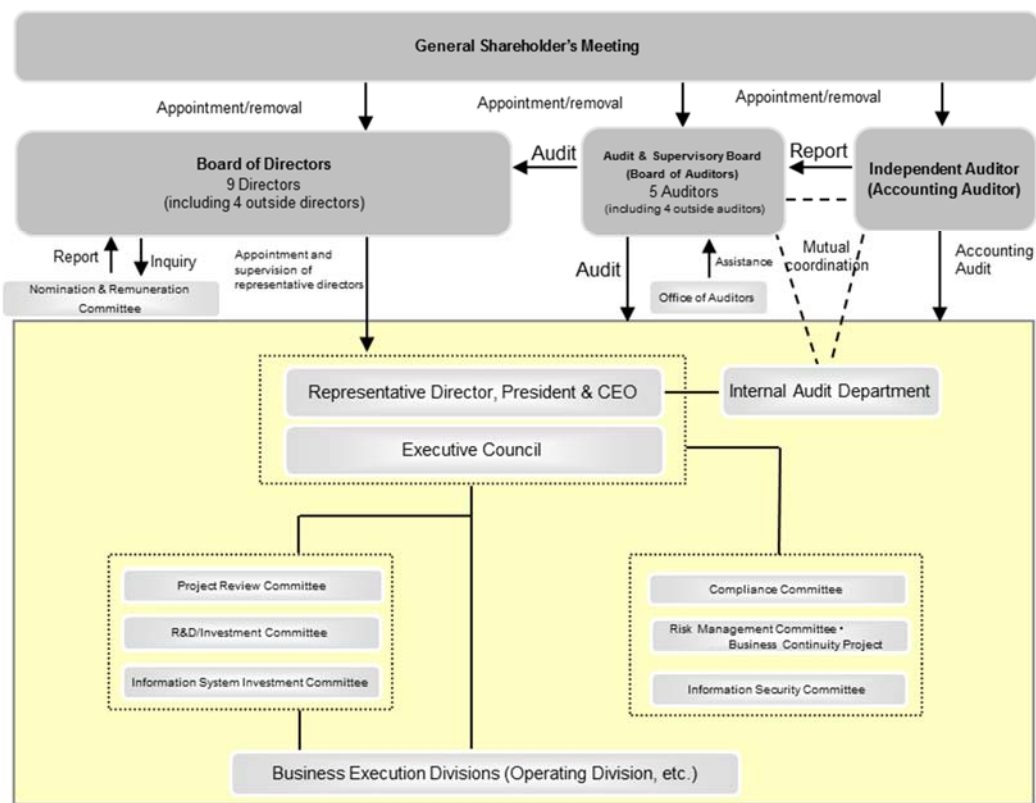 General Shareholder's Meeting
Appointment/removal
Appointment/removal
Appointment/removal
Board of Directors
9 Directors
(including 4 outside directors)
Audit
Audit & Supervisory Board
(Board of Auditors)
5 Auditors
(including 4 outside auditors)
Report
Independent Auditor
(Accounting Auditor)
Report
Inquiry
Nomination & Remuneration
Committee
Appointment and
supervision of
representative directors
Audit
Assistance
Office of Auditors
Mutual
coordination
Accounting
Audit
Representative Director, President & CEO
Internal Audit Department
Executive Council
Project Review Committee
R&D/Investment Committee
Information System Investment Committee
Compliance Committee
Risk Management Committee・
Business Continuity Project
Information Security Committee
Business Execution Divisions (Operating Division, etc.)